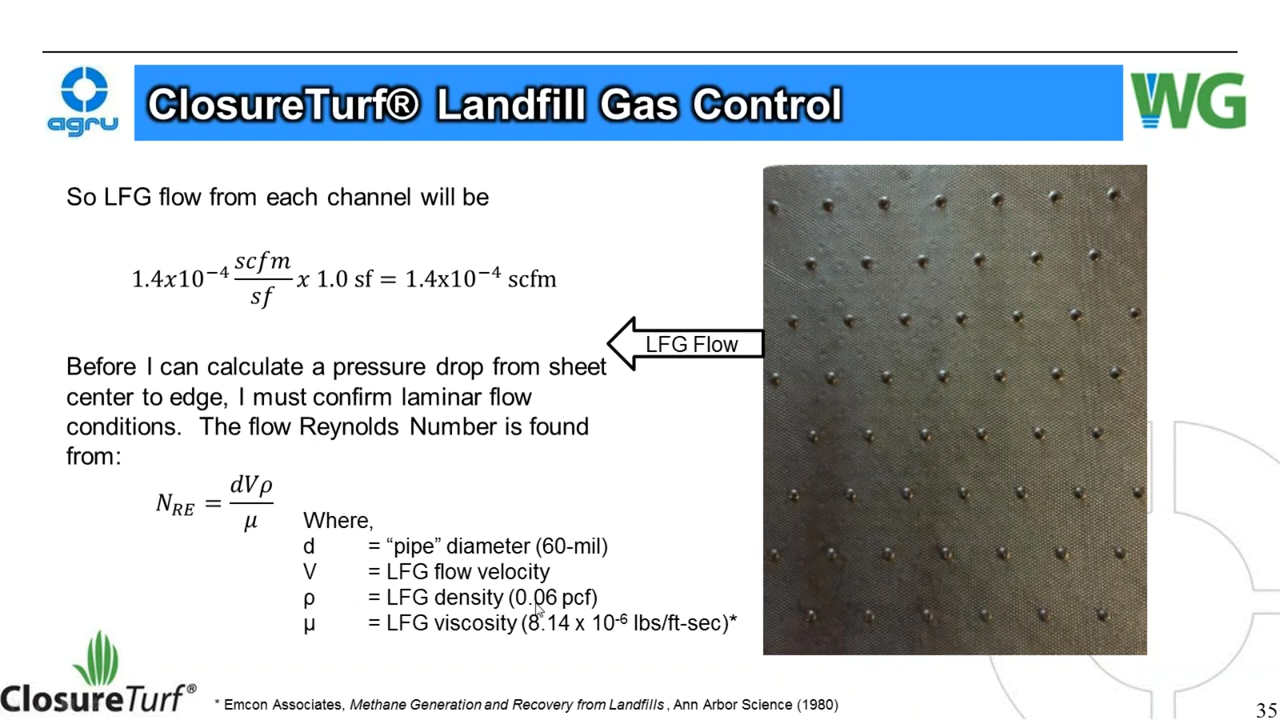 agru
ClosureTurf® Landfill Gas Control
WG
So LFG flow from each channel will be
1.4x10⁻⁴ scfm/sf x 1.0 sf = 1.4x10⁻⁴ scfm
LFG Flow
Before I can calculate a pressure drop from sheet
center to edge, I must confirm laminar flow
conditions. The flow Reynolds Number is found
from:
N_RE = dVρ/μ
Where,
d = “pipe” diameter (60-mil)
V = LFG flow velocity
ρ = LFG density (0.06 pcf)
μ = LFG viscosity (8.14 x 10⁻⁶ lbs/ft-sec)*
ClosureTurf®
* Emcon Associates, Methane Generation and Recovery from Landfills, Ann Arbor Science (1980)
35